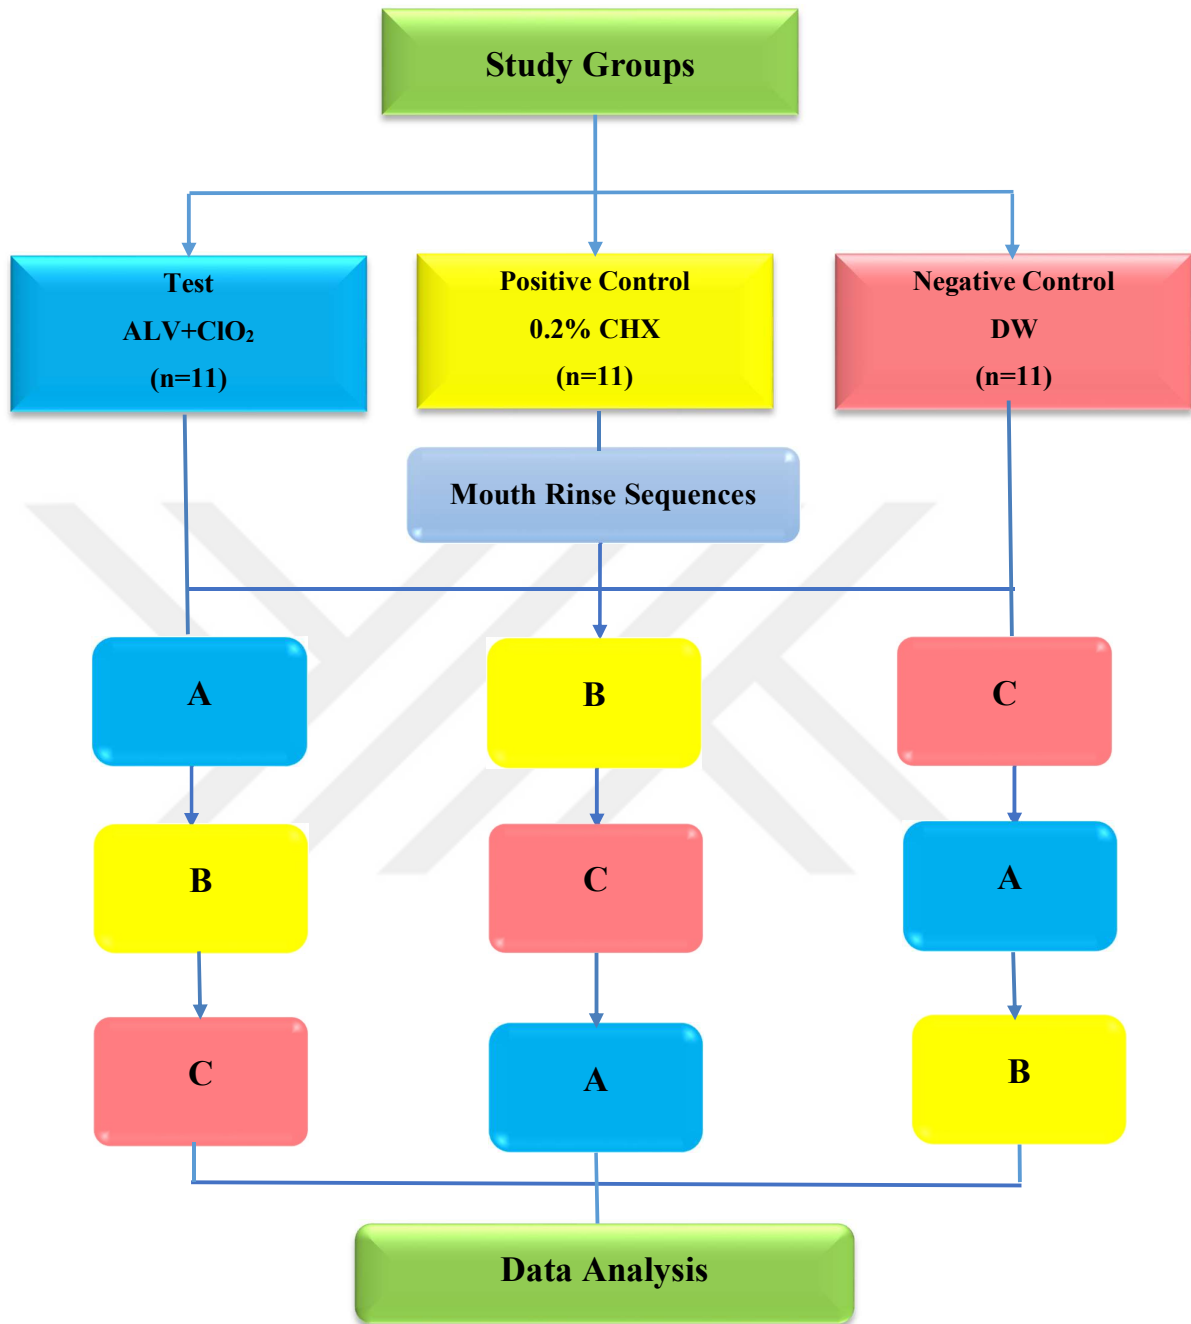 Study Groups
Test
ALV+ClO₂
(n=11)
Positive Control
0.2% CHX
(n=11)
Negative Control
DW
(n=11)
Mouth Rinse Sequences
A
B
C
B
C
A
C
A
B
Data Analysis